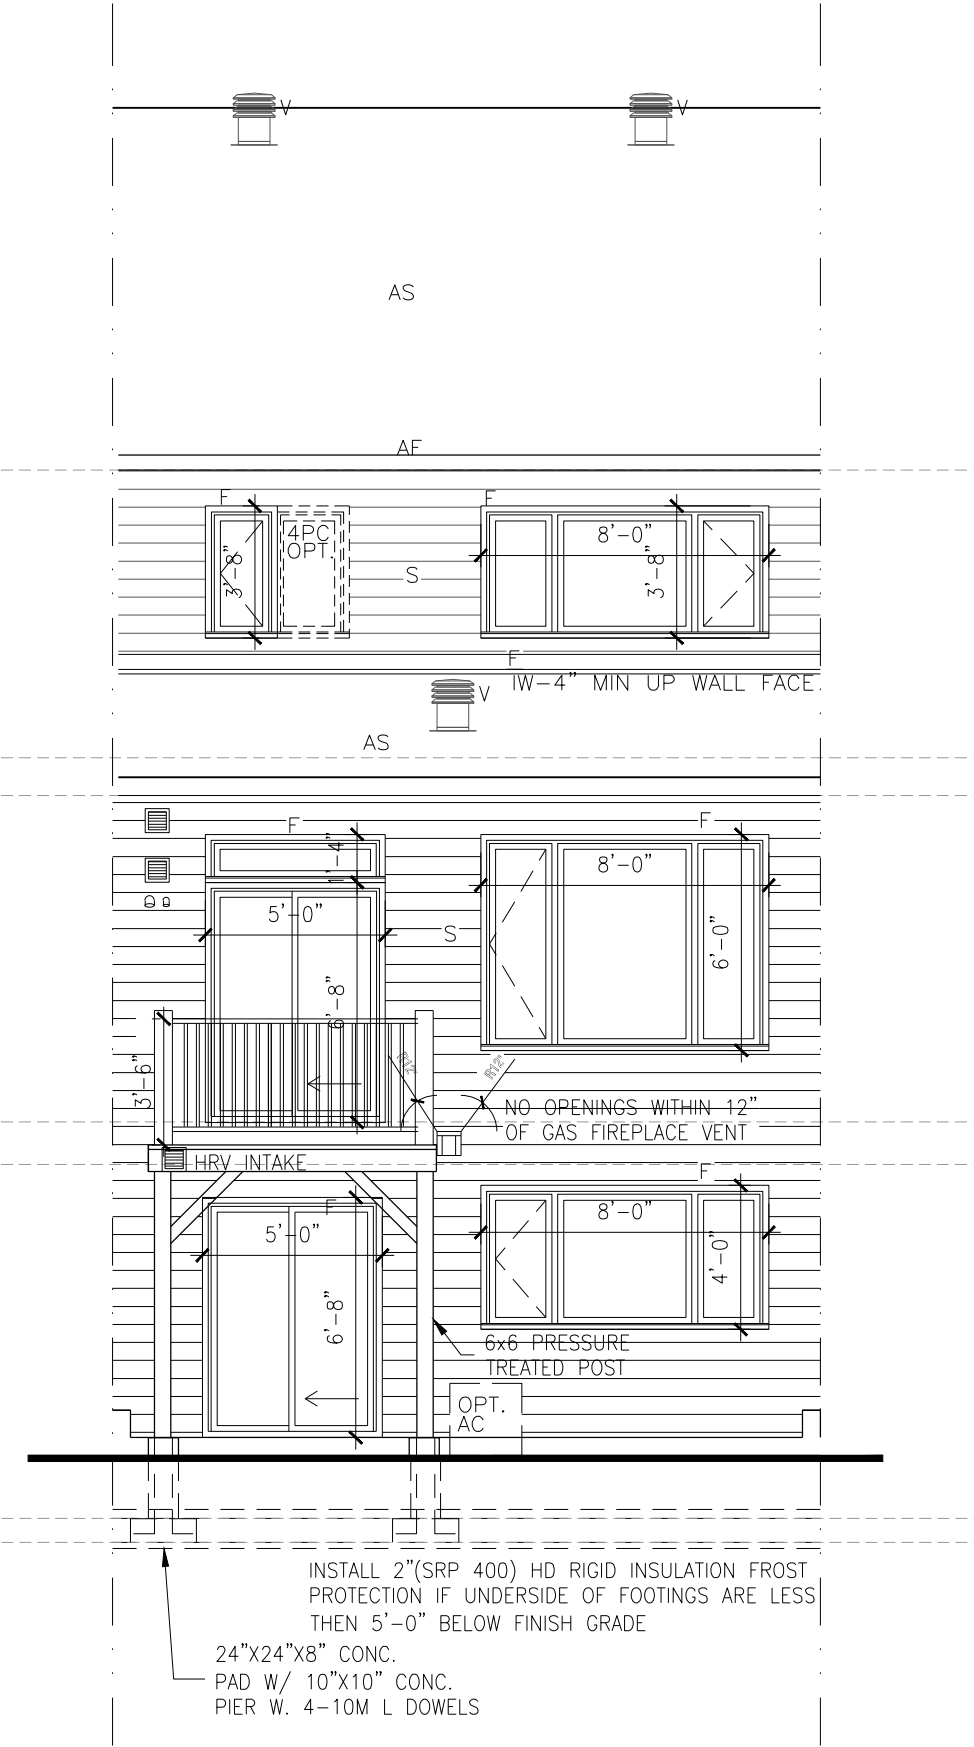 V
V
AS
AF
F
F
4PC
OPT.
3'-8"
S
8'-0"
3'-8"
F
IW-4" MIN UP WALL FACE
V
AS
F
F
1'-4"
8'-0"
5'-0"
S
6'-0"
6'-8"
3'-6"
R12'
R12'
NO OPENINGS WITHIN 12"
OF GAS FIREPLACE VENT
HRV INTAKE
F
F
8'-0"
5'-0"
4'-0"
6'-8"
6x6 PRESSURE
TREATED POST
OPT.
AC
INSTALL 2"(SRP 400) HD RIGID INSULATION FROST
PROTECTION IF UNDERSIDE OF FOOTINGS ARE LESS
THEN 5'-0" BELOW FINISH GRADE
24"X24"X8" CONC.
PAD W/ 10"X10" CONC.
PIER W. 4-10M L DOWELS